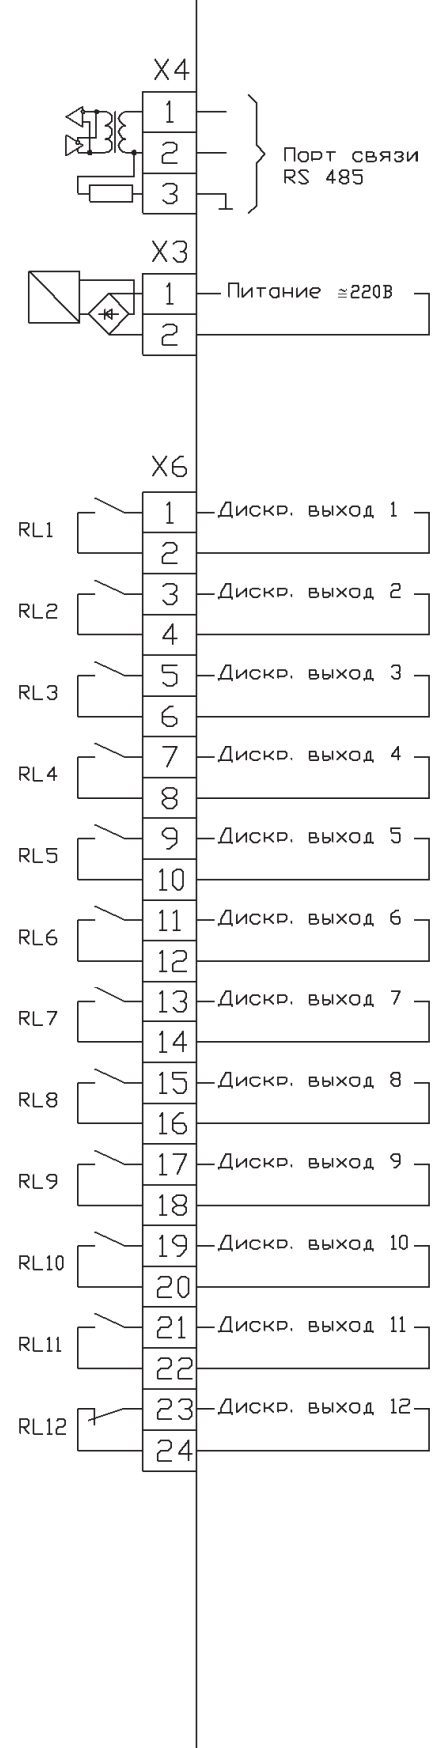 X4
1
2
3
Порт связи
RS 485
X3
1 Питание ≅220В
2
X6
RL1
1 Дискр. выход 1
2
RL2
3 Дискр. выход 2
4
RL3
5 Дискр. выход 3
6
RL4
7 Дискр. выход 4
8
RL5
9 Дискр. выход 5
10
RL6
11 Дискр. выход 6
12
RL7
13 Дискр. выход 7
14
RL8
15 Дискр. выход 8
16
RL9
17 Дискр. выход 9
18
RL10
19 Дискр. выход 10
20
RL11
21 Дискр. выход 11
22
RL12
23 Дискр. выход 12
24